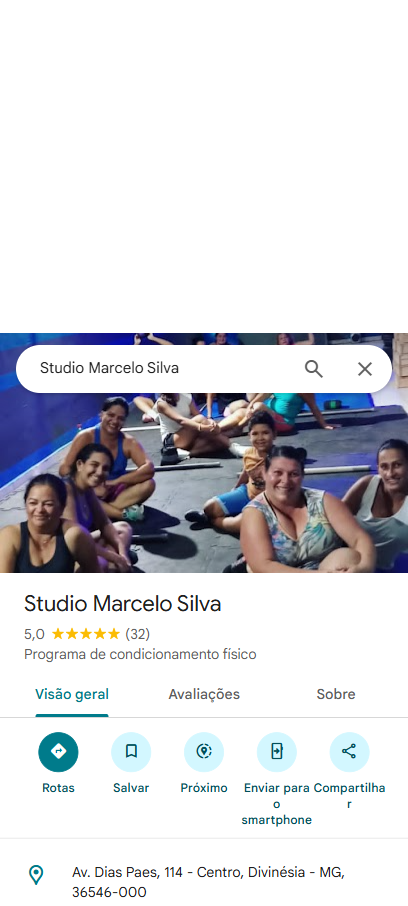 Studio Marcelo Silva
Studio Marcelo Silva
5,0 ★★★★★ (32)
Programa de condicionamento físico
Visão geral Avaliações Sobre
Rotas Salvar Próximo Enviar para o smartphone Compartilhar
Av. Dias Paes, 114 - Centro, Divinésia - MG,
36546-000